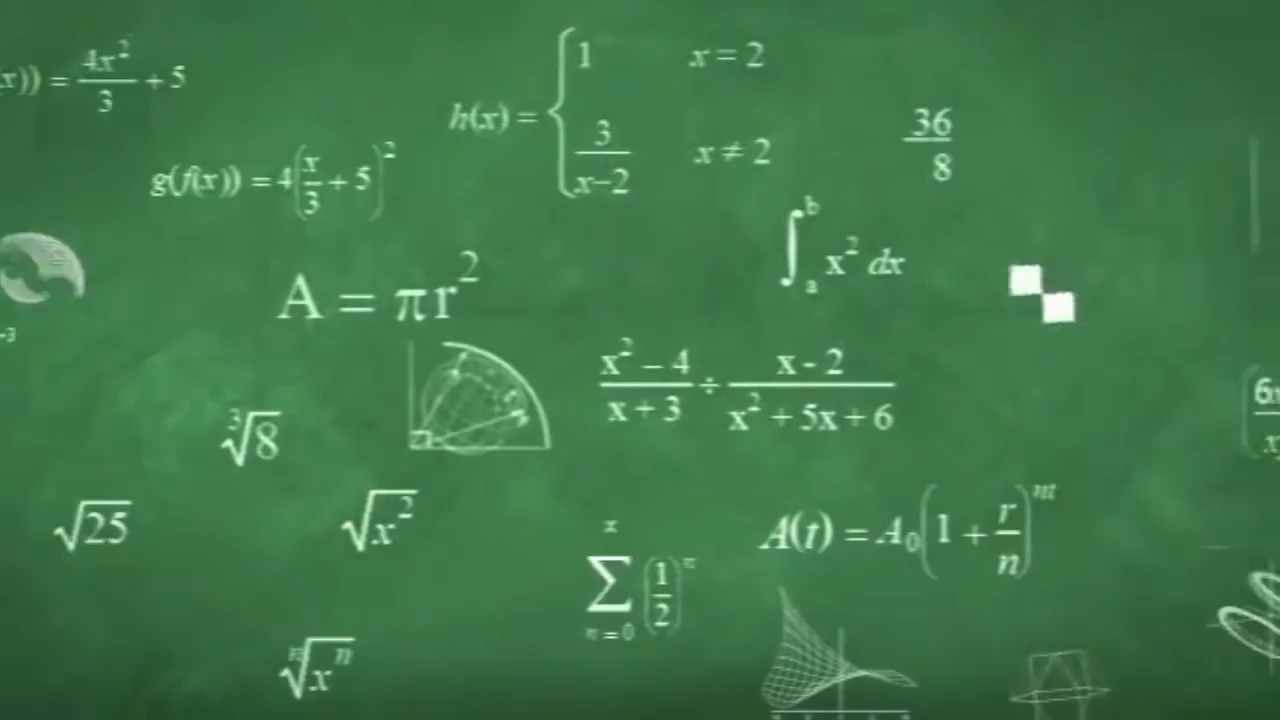 x)) = 4x²/3 + 5
h(x) = { 1 x = 2
3/(x–2) x ≠ 2
36/8
g(f(x)) = 4(x/3 + 5)²
∫ₐᵇ x² dx
A = πr²
-3
(x² – 4)/(x + 3) ÷ (x - 2)/(x² + 5x + 6)
∛8
√25
√x²
A(t) = A₀(1 + r/n)ⁿᵗ
∑ n = 0 (1/2)
ⁿ√xⁿ